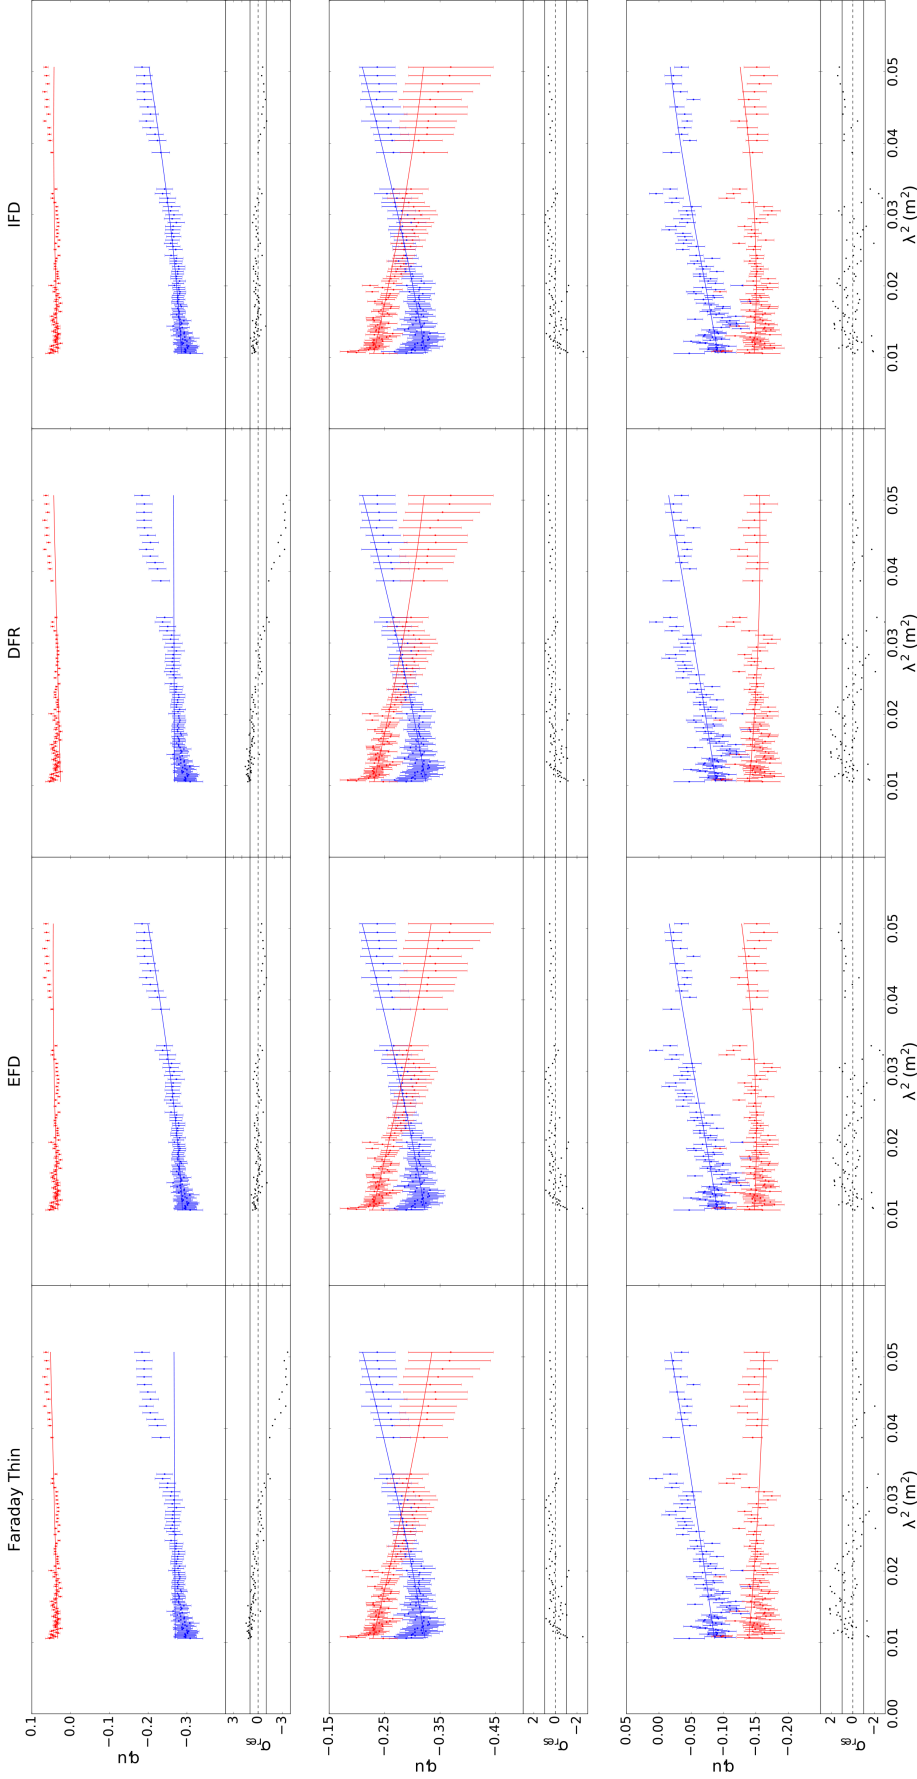 Faraday Thin EFD DFR IFD
0.1
0.0
−0.1
−0.2
−0.3
q,u
3
0
−3
σres
−0.15
−0.25
−0.35
−0.45
q,u
2
0
−2
σres
0.05
0.00
−0.05
−0.10
−0.15
−0.20
q,u
2
0
−2
σres
0.00 0.01 0.02 0.03 0.04 0.05 0.01 0.02 0.03 0.04 0.05 0.01 0.02 0.03 0.04 0.05 0.01 0.02 0.03 0.04 0.05
λ² (m²) λ² (m²) λ² (m²) λ² (m²)